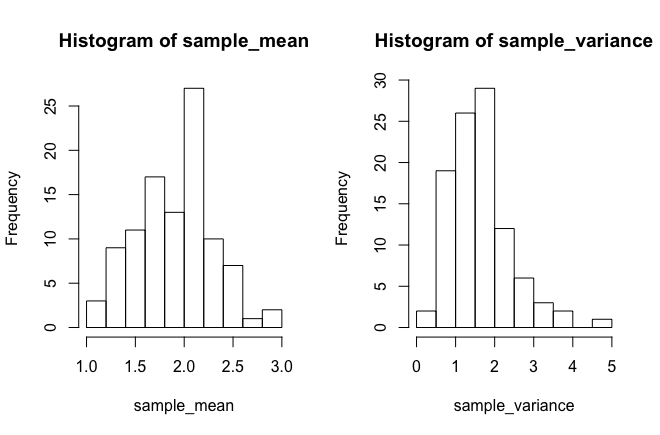 Histogram of sample_mean
Frequency
0 5 10 15 20 25
1.0 1.5 2.0 2.5 3.0
sample_mean
Histogram of sample_variance
Frequency
0 5 10 15 20 25 30
0 1 2 3 4 5
sample_variance